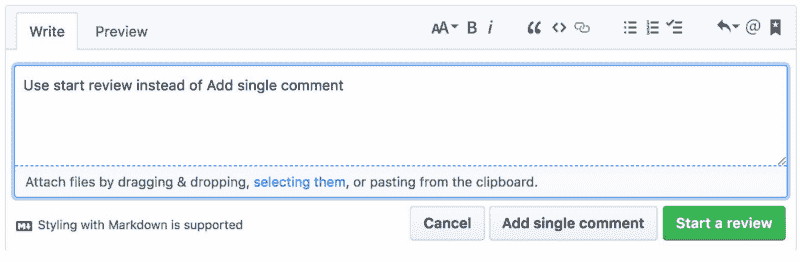 Write Preview AA B i @
Use start review instead of Add single comment
Attach files by dragging & dropping, selecting them, or pasting from the clipboard.
M↓ Styling with Markdown is supported Cancel Add single comment Start a review